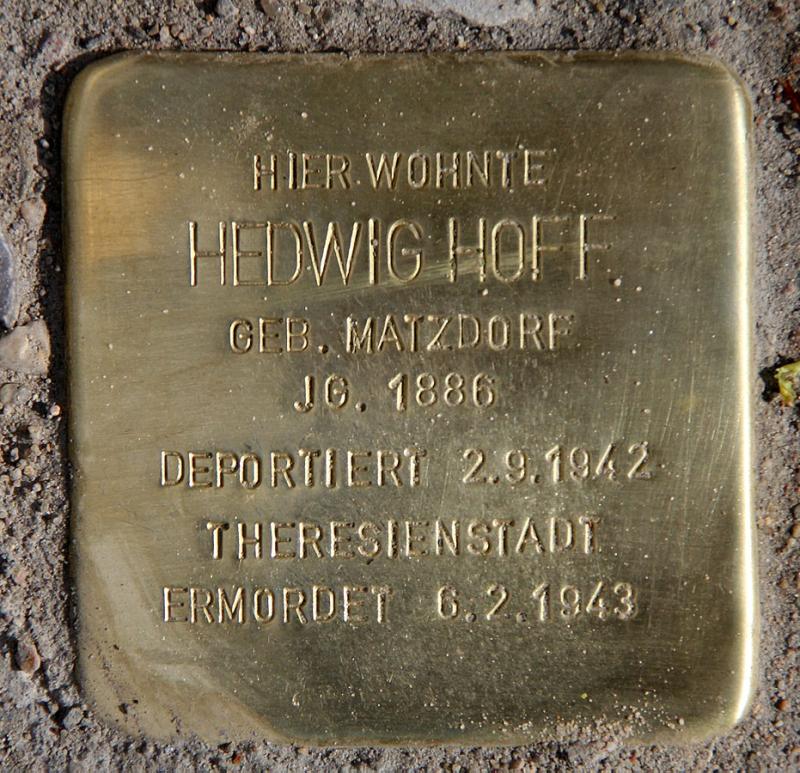 HIER WOHNTE
HEDWIG HOFF
GEB. MATZDORF
JG. 1886
DEPORTIERT 2.9.1942
THERESIENSTADT
ERMORDET 6.2.1943